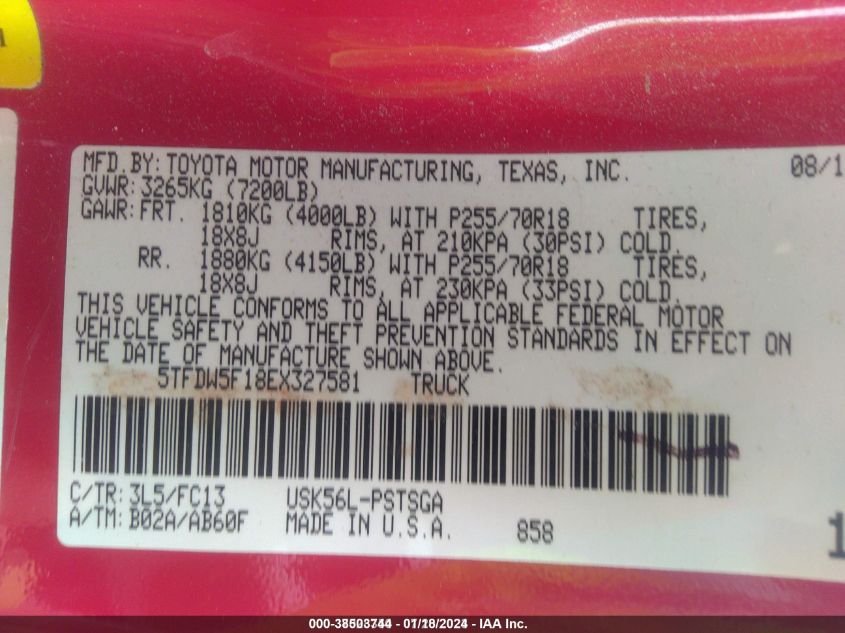 MFD.BY: TOYOTA MOTOR MANUFACTURING, TEXAS, INC. 08/1
GVWR: 3265KG (7200LB)
GAWR: FRT. 1810KG (4000LB) WITH P255/70R18 TIRES,
18X8J RIMS, AT 210KPA (30PSI) COLD.
RR. 1880KG (4150LB) WITH P255/70R18 TIRES,
18X8J RIMS, AT 230KPA (33PSI) COLD.
THIS VEHICLE CONFORMS TO ALL APPLICABLE FEDERAL MOTOR
VEHICLE SAFETY AND THEFT PREVENTION STANDARDS IN EFFECT ON
THE DATE OF MANUFACTURE SHOWN ABOVE.
5TFDW5F18EX327581 TRUCK
C/TR: 3L5/FC13 USK56L-PSTSGA
A/TM: B02A/AB60F MADE IN U.S.A. 858
1
- 01/18/2024 - IAA Inc.